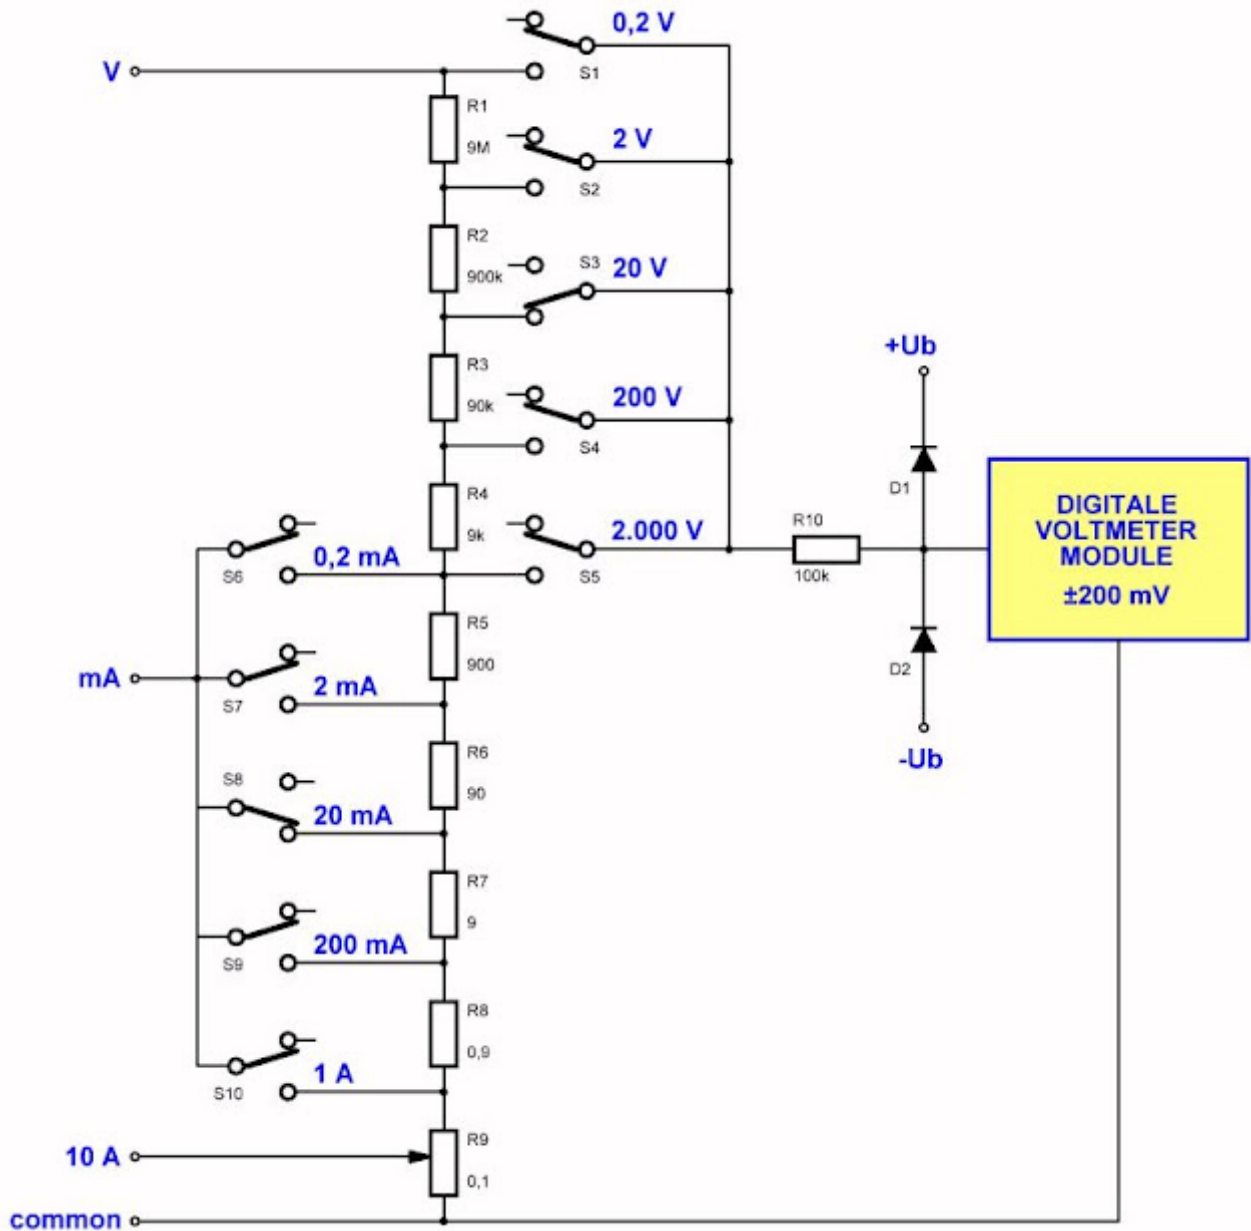 0,2 V
S1
V
R1
9M
2 V
S2
R2
900k
S3
20 V
R3
90k
200 V
S4
+Ub
D1
R4
9k
2.000 V
S5
R10
100k
DIGITALE
VOLTMETER
MODULE
±200 mV
0,2 mA
S6
R5
900
D2
-Ub
mA
2 mA
S7
R6
90
S8
20 mA
R7
9
200 mA
S9
R8
0,9
1 A
S10
R9
0,1
10 A
common